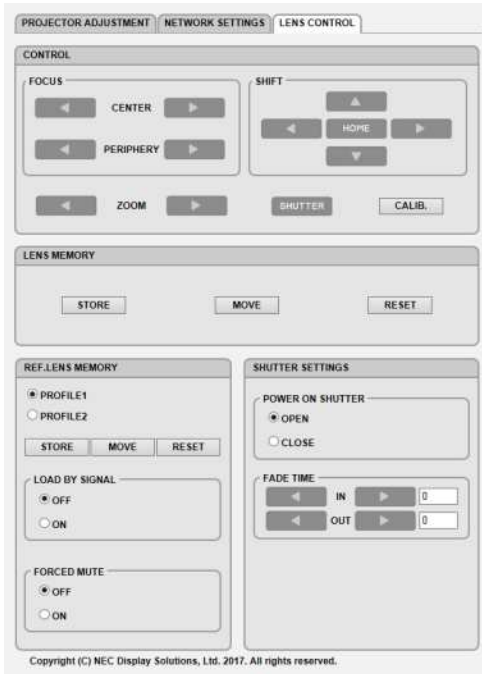 PROJECTOR ADJUSTMENT NETWORK SETTINGS LENS CONTROL
CONTROL
FOCUS
CENTER
PERIPHERY
SHIFT
HOME
ZOOM
SHUTTER
CALIB.
LENS MEMORY
STORE MOVE RESET
REF.LENS MEMORY
PROFILE1
PROFILE2
STORE MOVE RESET
LOAD BY SIGNAL
OFF
ON
FORCED MUTE
OFF
ON
SHUTTER SETTINGS
POWER ON SHUTTER
OPEN
CLOSE
FADE TIME
IN 0
OUT 0
Copyright (C) NEC Display Solutions, Ltd. 2017. All rights reserved.